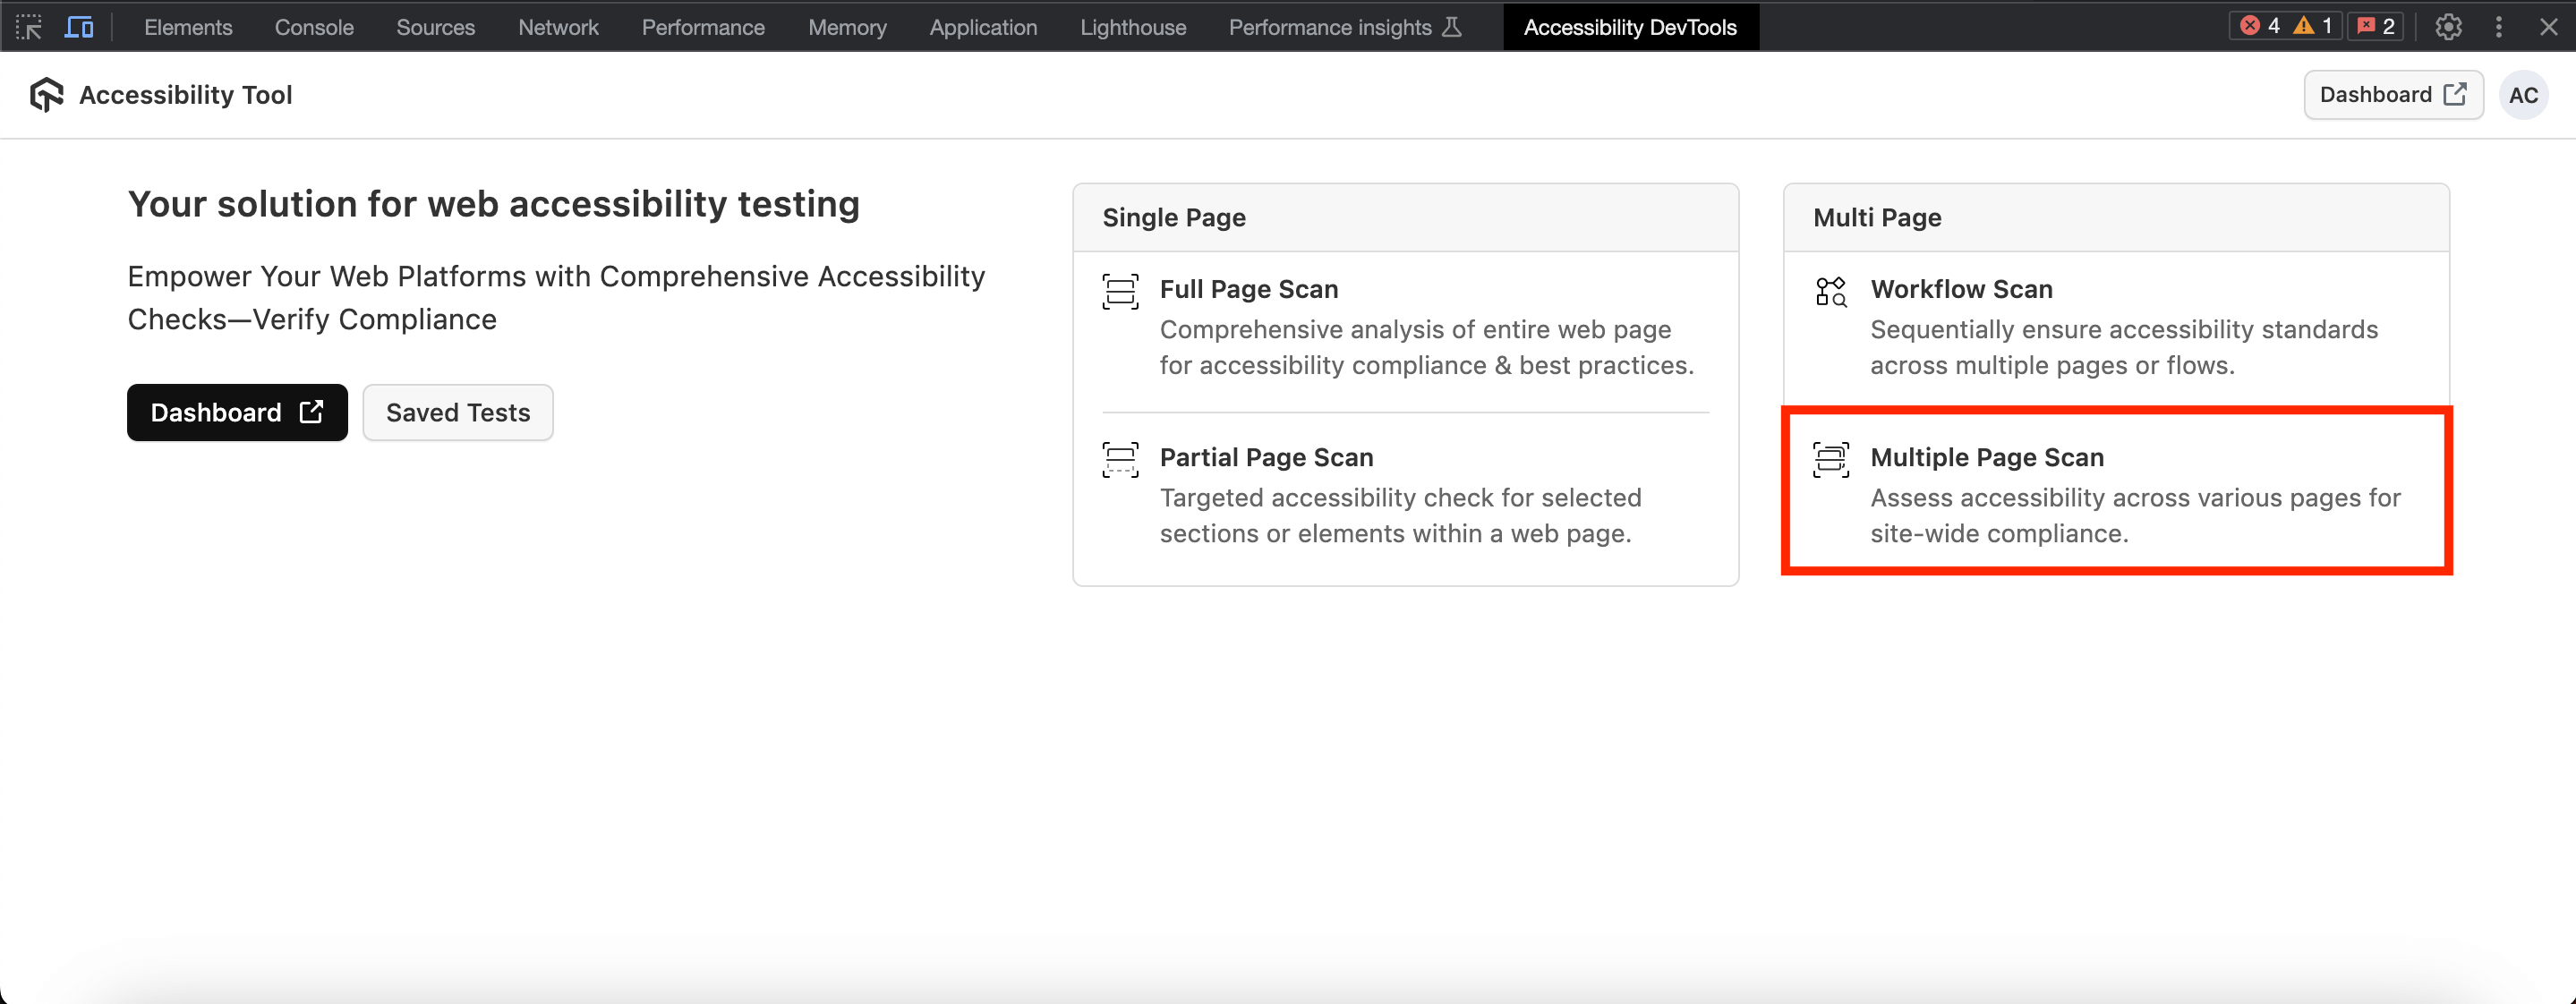 Elements Console Sources Network Performance Memory Application Lighthouse Performance insights Accessibility DevTools 4 1 2
Accessibility Tool
Dashboard AC
Your solution for web accessibility testing
Empower Your Web Platforms with Comprehensive Accessibility
Checks—Verify Compliance
Dashboard Saved Tests
Single Page
Full Page Scan
Comprehensive analysis of entire web page
for accessibility compliance & best practices.
Partial Page Scan
Targeted accessibility check for selected
sections or elements within a web page.
Multi Page
Workflow Scan
Sequentially ensure accessibility standards
across multiple pages or flows.
Multiple Page Scan
Assess accessibility across various pages for
site-wide compliance.